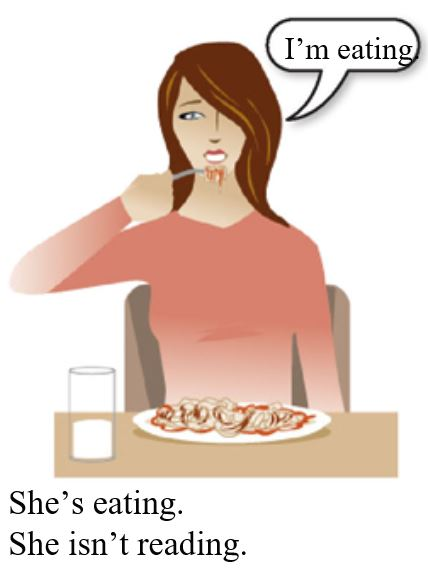 I’m eating.
She’s eating.
She isn’t reading.